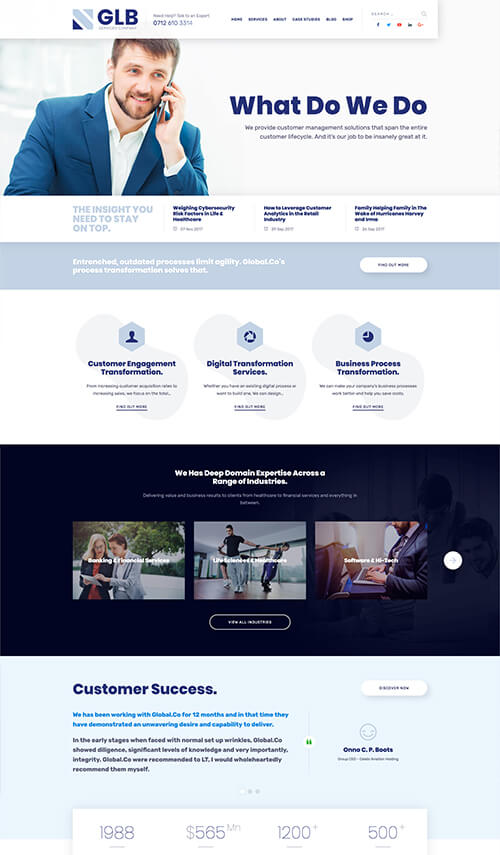 GLB
SERVICES COMPANY
Need Help? Talk to an Expert
0712 610 3314
HOME SERVICES ABOUT CASE STUDIES BLOG SHOP
SEARCH ...
What Do We Do
We provide customer management solutions that span the entire
customer lifecycle. And it's our job to be insanely great at it.
THE INSIGHT YOU
NEED TO STAY
ON TOP.
Weighing Cybersecurity
Risk Factors in Life &
Healthcare
07 Nov 2017
How to Leverage Customer
Analytics in the Retail
Industry
29 Sep 2017
Family Helping Family in The
Wake of Hurricanes Harvey
and Irma
26 Sep 2017
Entrenched, outdated processes limit agility. Global.Co's
process transformation solves that.
FIND OUT MORE
Customer Engagement
Transformation.
From increasing customer acquisition rates to
increasing sales, we focus on the total...
FIND OUT MORE
Digital Transformation
Services.
Whether you have an existing digital process or
want to build one, We can design...
FIND OUT MORE
Business Process
Transformation.
We can make your company's business processes
work better-and help you save costs.
FIND OUT MORE
We Has Deep Domain Expertise Across a
Range of Industries.
Delivering value and business results to clients from healthcare to financial services and everything in
between.
Banking & Financial Services
Life Sciences & Healthcare
Software & Hi-Tech
VIEW ALL INDUSTRIES
Customer Success.
DISCOVER NOW
We has been working with Global.Co for 12 months and in that time they
have demonstrated an unwavering desire and capability to deliver.
In the early stages when faced with normal set up wrinkles, Global.Co
showed diligence, significant levels of knowledge and very importantly,
integrity. Global.Co were recommended to LT, I would wholeheartedly
recommend them myself.
Onno C. P. Boots
Group CEO - Celebi Aviation Holding
1988
$565 Mn
1200+
500+